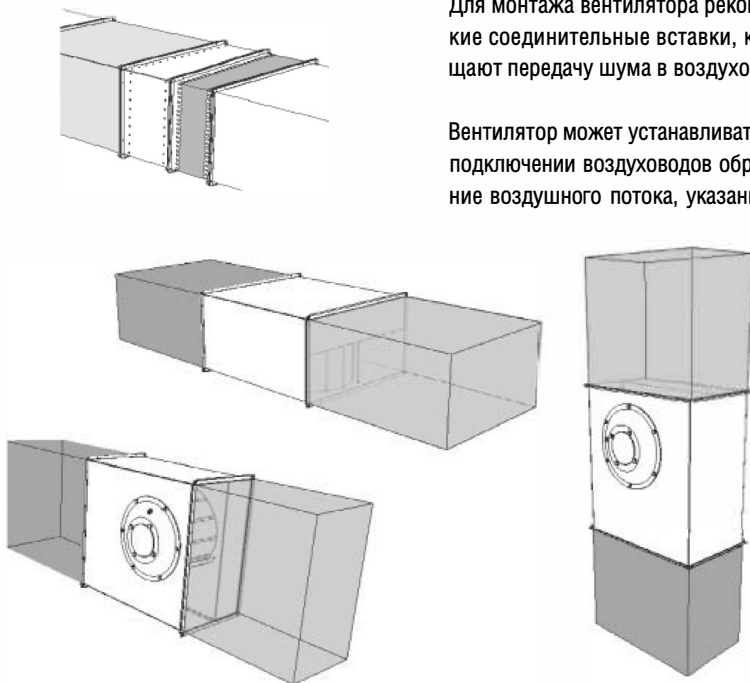 Для монтажа вентилятора реко
кие соединительные вставки, к
щают передачу шума в воздухо
Вентилятор может устанавливат
подключении воздуховодов обр
ние воздушного потока, указан